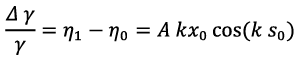 Δγ/γ = η₁ − η₀ = A kx₀ cos(k s₀)